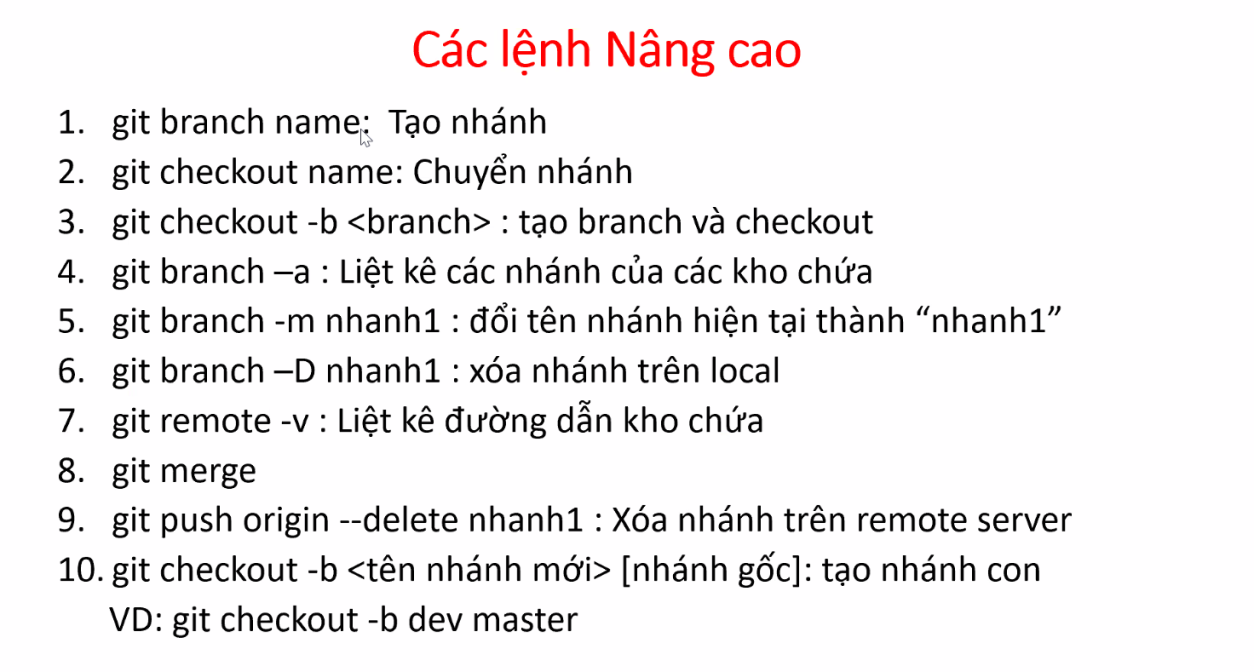 Các lệnh Nâng cao
1. git branch name: Tạo nhánh
2. git checkout name: Chuyển nhánh
3. git checkout -b <branch> : tạo branch và checkout
4. git branch –a : Liệt kê các nhánh của các kho chứa
5. git branch -m nhanh1 : đổi tên nhánh hiện tại thành “nhanh1”
6. git branch –D nhanh1 : xóa nhánh trên local
7. git remote -v : Liệt kê đường dẫn kho chứa
8. git merge
9. git push origin --delete nhanh1 : Xóa nhánh trên remote server
10. git checkout -b <tên nhánh mới> [nhánh gốc]: tạo nhánh con
VD: git checkout -b dev master